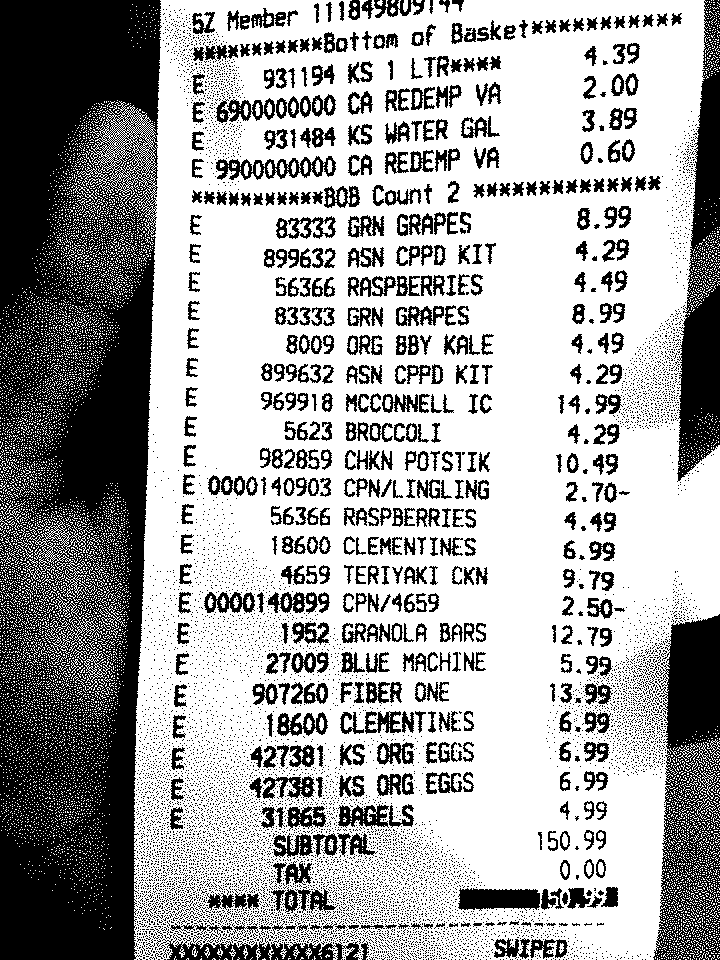 5Z Member 111849809144
***********Bottom of Basket***********
E 931194 KS 1 LTR**** 4.39
E 6900000000 CA REDEMP VA 2.00
E 931484 KS WATER GAL 3.89
E 9900000000 CA REDEMP VA 0.60
***********BOB Count 2 *************
E 83333 GRN GRAPES 8.99
E 899632 ASN CPPD KIT 4.29
E 56366 RASPBERRIES 4.49
E 83333 GRN GRAPES 8.99
E 8009 ORG BBY KALE 4.49
E 899632 ASN CPPD KIT 4.29
E 969918 MCCONNELL IC 14.99
E 5623 BROCCOLI 4.29
E 982859 CHKN POTSTIK 10.49
E 0000140903 CPN/LINGLING 2.70-
E 56366 RASPBERRIES 4.49
E 18600 CLEMENTINES 6.99
E 4659 TERIYAKI CKN 9.79
E 0000140899 CPN/4659 2.50-
E 1952 GRANOLA BARS 12.79
E 27009 BLUE MACHINE 5.99
E 907260 FIBER ONE 13.99
E 18600 CLEMENTINES 6.99
E 427381 KS ORG EGGS 6.99
E 427381 KS ORG EGGS 6.99
E 31865 BAGELS 4.99
SUBTOTAL 150.99
TAX 0.00
**** TOTAL 150.99
XXXXXXXXXXXX6121 SWIPED